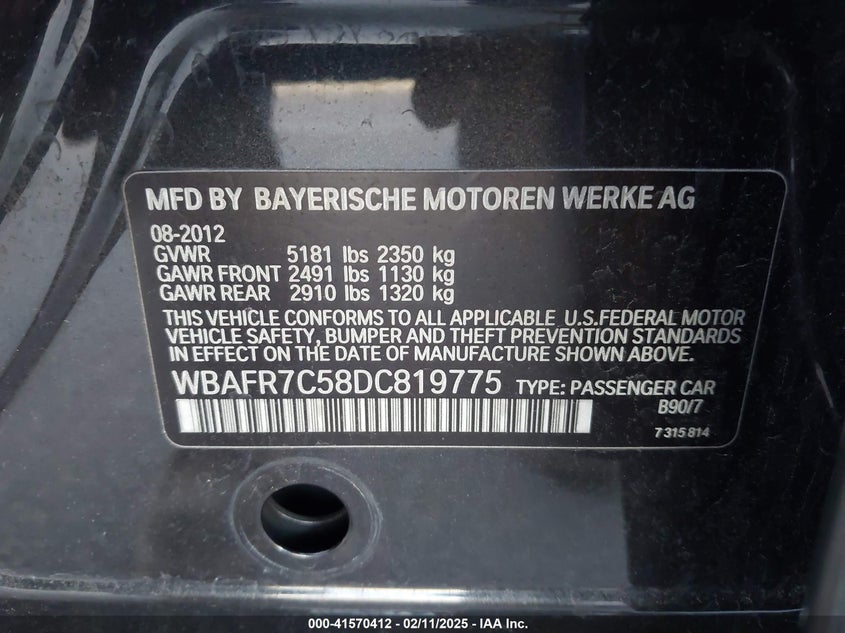 MFD BY BAYERISCHE MOTOREN WERKE AG
08-2012
GVWR 5181 lbs 2350 kg
GAWR FRONT 2491 lbs 1130 kg
GAWR REAR 2910 lbs 1320 kg
THIS VEHICLE CONFORMS TO ALL APPLICABLE U.S.FEDERAL MOTOR
VEHICLE SAFETY, BUMPER AND THEFT PREVENTION STANDARDS
IN EFFECT ON THE DATE OF MANUFACTURE SHOWN ABOVE.
WBAFR7C58DC819775 TYPE: PASSENGER CAR
B90/7
7 315 814
000-41570412 - 02/11/2025 - IAA Inc.